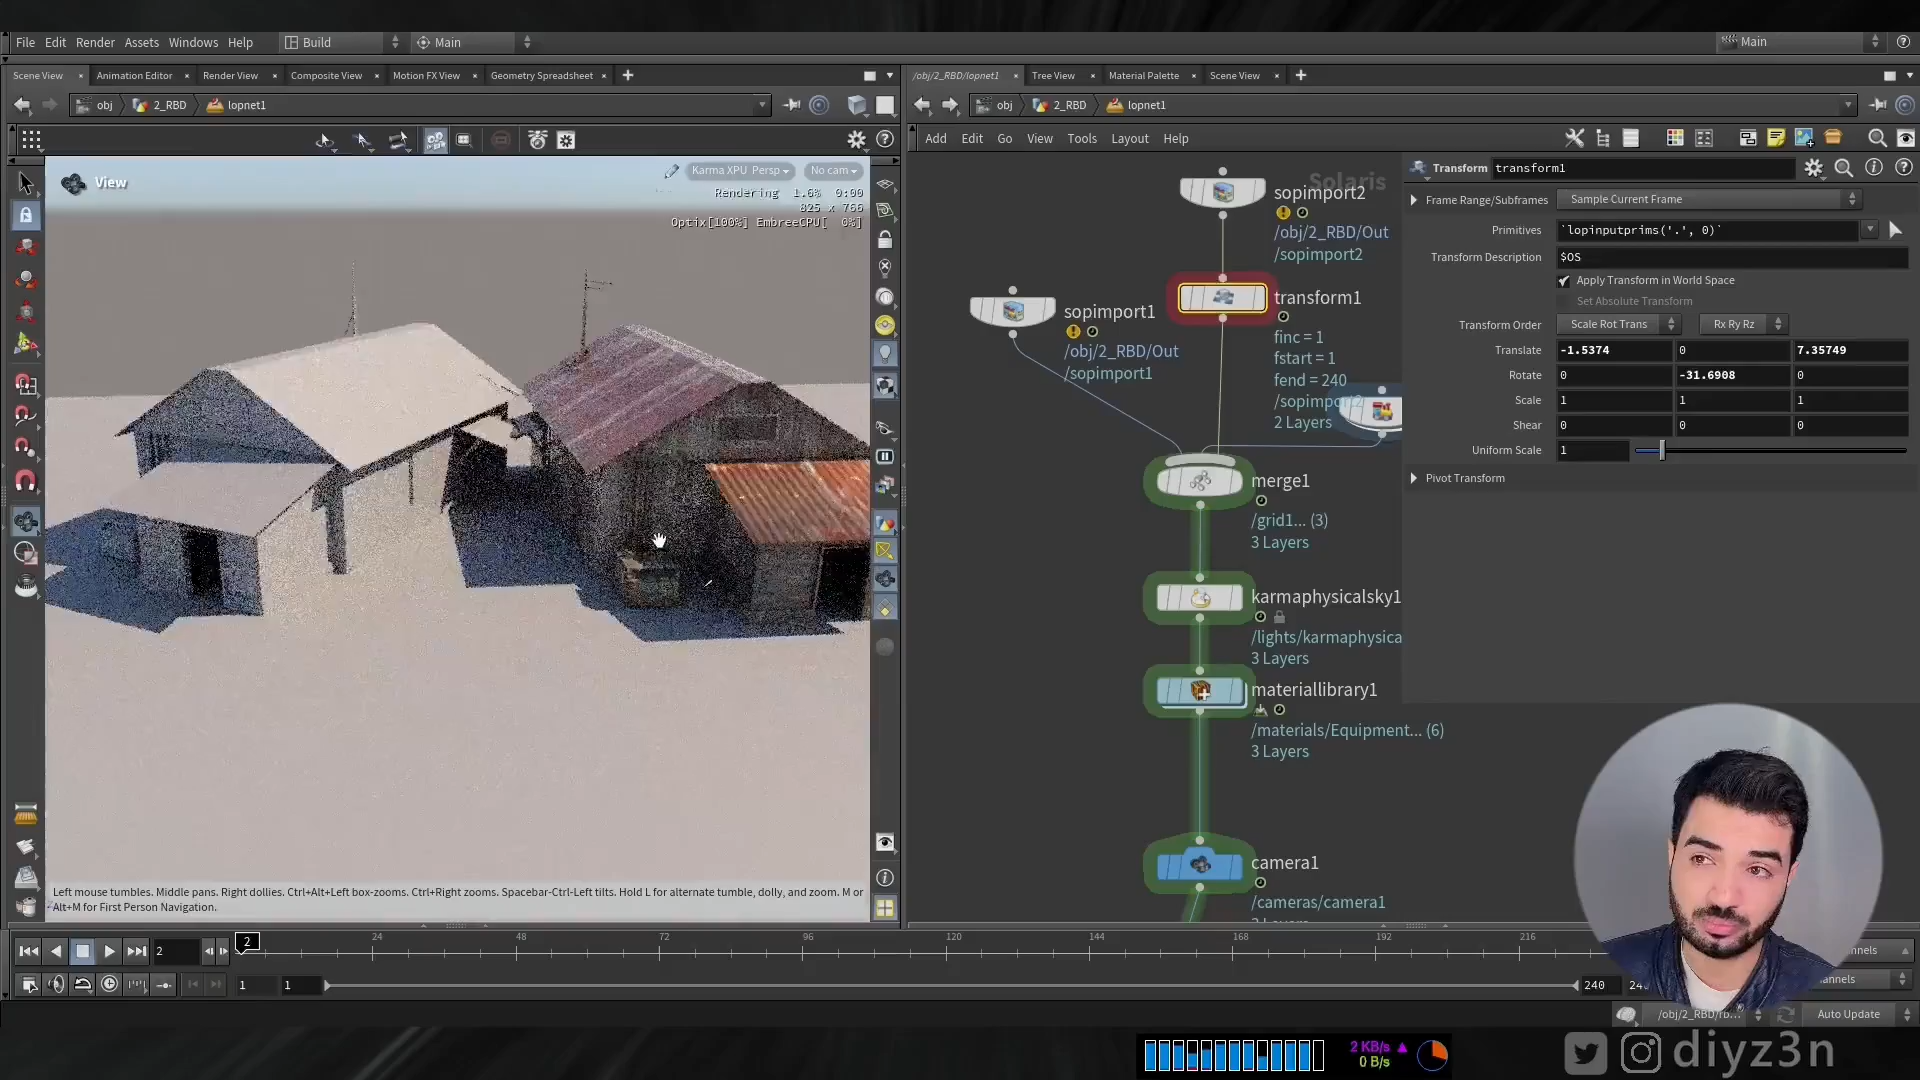 File Edit Render Assets Windows Help Build Main Main
Scene View Animation Editor Render View Composite View Motion FX View Geometry Spreadsheet
obj 2_RBD lopnet1
View
Karma XPU Persp No cam
Rendering 1.6% 0:00
825 x 766
Optix[100%] EmbreeCPU[ 0%]
Left mouse tumbles. Middle pans. Right dollies. Ctrl+Alt+Left box-zooms. Ctrl+Right zooms. Spacebar-Ctrl-Left tilts. Hold L for alternate tumble, dolly, and zoom. M or
Alt+M for First Person Navigation.
/obj/2_RBD/lopnet1 Tree View Material Palette Scene View
obj 2_RBD lopnet1
Add Edit Go View Tools Layout Help
Solaris
sopimport2
/obj/2_RBD/Out
/sopimport2
sopimport1
/obj/2_RBD/Out
/sopimport1
transform1
finc = 1
fstart = 1
fend = 240
2 Layers
merge1
/grid1... (3)
3 Layers
karmaphysicalsky1
/lights/karmaphysica
3 Layers
materiallibrary1
/materials/Equipment... (6)
3 Layers
camera1
/cameras/camera1
Transform transform1
Frame Range/Subframes Sample Current Frame
Primitives `lopinputprims('.', 0)`
Transform Description $OS
Apply Transform in World Space
Set Absolute Transform
Transform Order Scale Rot Trans Rx Ry Rz
Translate -1.5374 0 7.35749
Rotate 0 -31.6908 0
Scale 1 1 1
Shear 0 0 0
Uniform Scale 1
Pivot Transform
2 2 24 48 72 96 120 144 168 192 216
1 1 240
Auto Update
2 KB/s
0 B/s
diyz3n